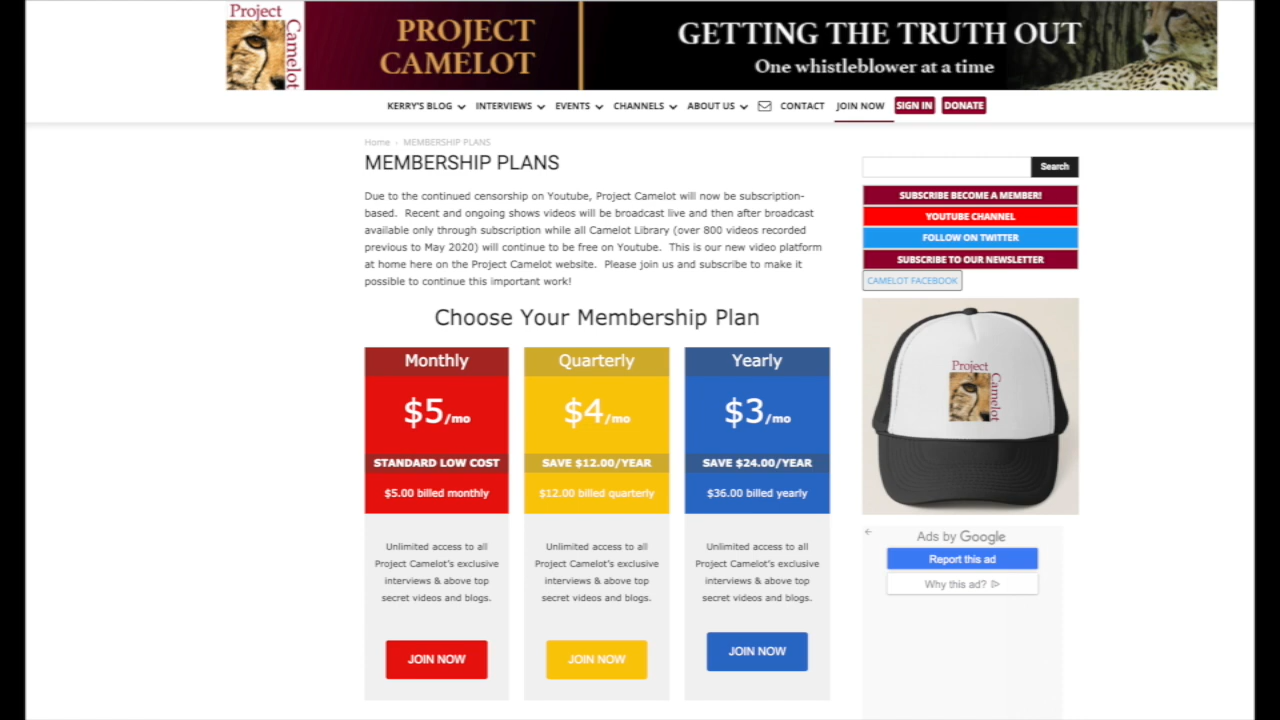 Project
Camelot
PROJECT
CAMELOT
GETTING THE TRUTH OUT
One whistleblower at a time
KERRY'S BLOG INTERVIEWS EVENTS CHANNELS ABOUT US CONTACT JOIN NOW SIGN IN DONATE
Home › MEMBERSHIP PLANS
MEMBERSHIP PLANS
Due to the continued censorship on Youtube, Project Camelot will now be subscription-
based. Recent and ongoing shows videos will be broadcast live and then after broadcast
available only through subscription while all Camelot Library (over 800 videos recorded
previous to May 2020) will continue to be free on Youtube. This is our new video platform
at home here on the Project Camelot website. Please join us and subscribe to make it
possible to continue this important work!
Choose Your Membership Plan
Monthly
$5/mo
STANDARD LOW COST
$5.00 billed monthly
Unlimited access to all
Project Camelot's exclusive
interviews & above top
secret videos and blogs.
JOIN NOW
Quarterly
$4/mo
SAVE $12.00/YEAR
$12.00 billed quarterly
Unlimited access to all
Project Camelot's exclusive
interviews & above top
secret videos and blogs.
JOIN NOW
Yearly
$3/mo
SAVE $24.00/YEAR
$36.00 billed yearly
Unlimited access to all
Project Camelot's exclusive
interviews & above top
secret videos and blogs.
JOIN NOW
Search
SUBSCRIBE BECOME A MEMBER!
YOUTUBE CHANNEL
FOLLOW ON TWITTER
SUBSCRIBE TO OUR NEWSLETTER
CAMELOT FACEBOOK
Project
Camelot
Ads by Google
Report this ad
Why this ad?